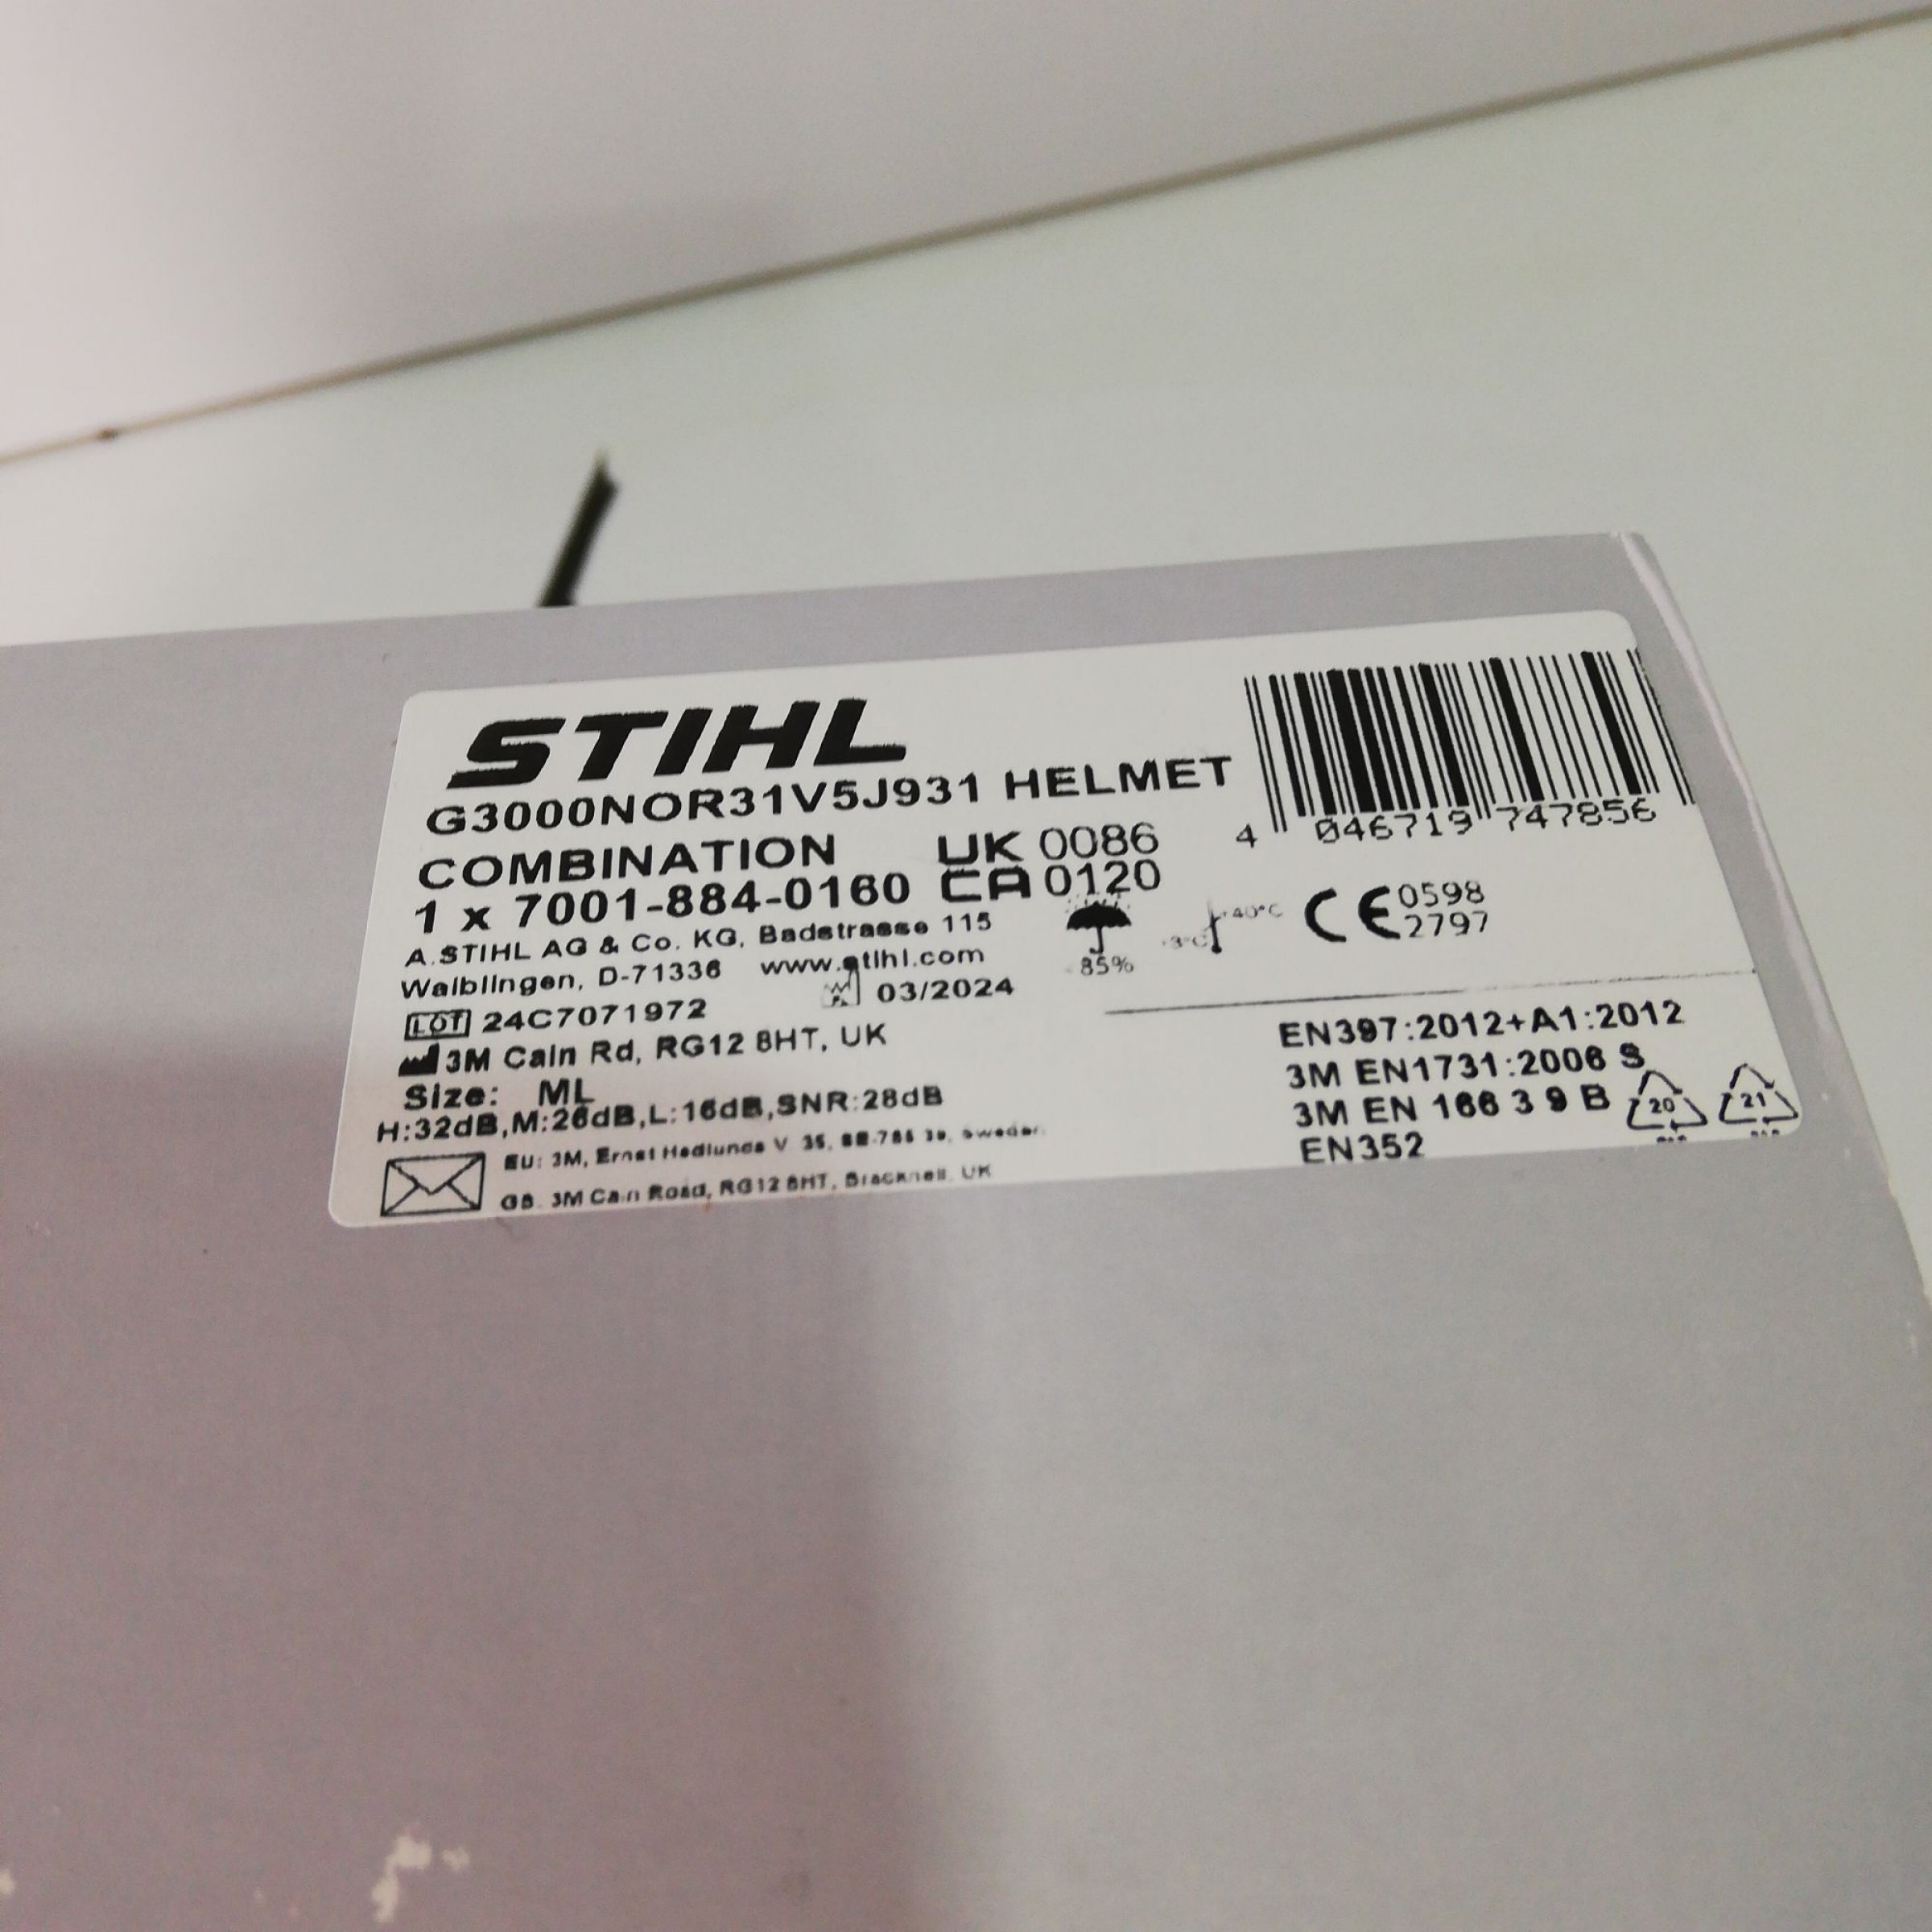 STIHL
G3000NOR31V5J931 HELMET
COMBINATION
1 x 7001-884-0160
UK 0086
CA 0120
4 046719 747856
A.STIHL AG & Co. KG, Badstrasse 115
Waiblingen, D-71336 www.stihl.com
LOT 24C7071972
03/2024
3M Cain Rd, RG12 8HT, UK
Size: ML
H:32dB,M:26dB,L:16dB,SNR:28dB
EU: 3M, Ernst Hedlunds V 35, Sweden
GB. 3M Cain Road, RG12 8HT, Bracknell, UK
85%
+40°C
CE 0598
2797
EN397:2012+A1:2012
3M EN1731:2006 S
3M EN 166 3 9 B
EN352
20
21